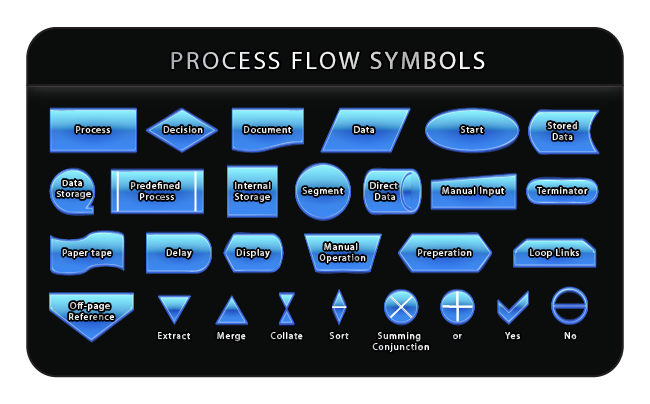 PROCESS FLOW SYMBOLS
Process
Decision
Document
Data
Start
Stored
Data
Data
Storage
Predefined
Process
Internal
Storage
Segment
Direct
Data
Manual Input
Terminator
Paper tape
Delay
Display
Manual
Operation
Preperation
Loop Links
Off-page
Reference
Extract
Merge
Collate
Sort
Summing
Conjunction
or
Yes
No